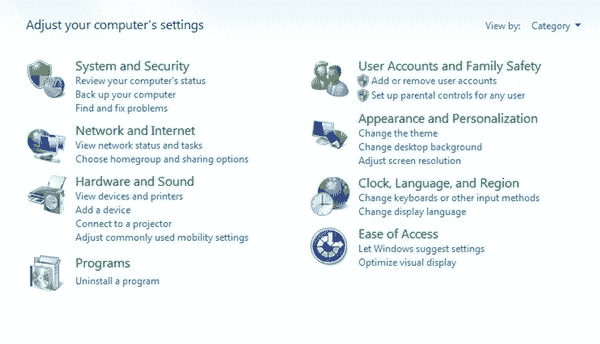 Adjust your computer's settings
View by: Category
System and Security
Review your computer's status
Back up your computer
Find and fix problems
Network and Internet
View network status and tasks
Choose homegroup and sharing options
Hardware and Sound
View devices and printers
Add a device
Connect to a projector
Adjust commonly used mobility settings
Programs
Uninstall a program
User Accounts and Family Safety
Add or remove user accounts
Set up parental controls for any user
Appearance and Personalization
Change the theme
Change desktop background
Adjust screen resolution
Clock, Language, and Region
Change keyboards or other input methods
Change display language
Ease of Access
Let Windows suggest settings
Optimize visual display